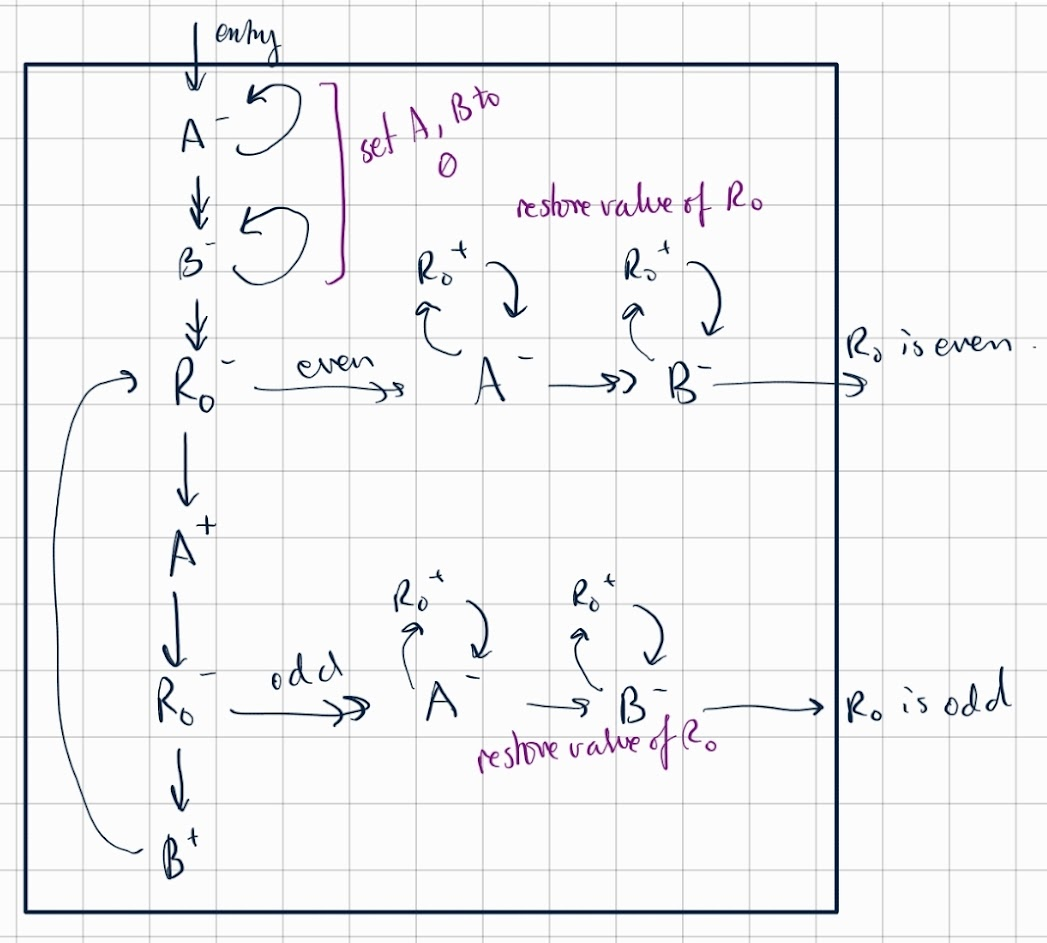 entry
A⁻
set A, B to
0
restore value of R₀
B⁻
R₀⁺ R₀⁺
R₀⁻ even A⁻ B⁻ R₀ is even.
A⁺
R₀⁺ R₀⁺
R₀⁻ odd A⁻ B⁻ R₀ is odd
restore value of R₀
B⁺